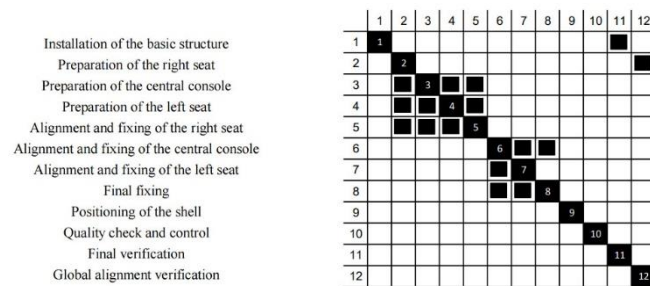 1 2 3 4 5 6 7 8 9 10 11 12
Installation of the basic structure 1 1
Preparation of the right seat 2 2
Preparation of the central console 3 3
Preparation of the left seat 4 4
Alignment and fixing of the right seat 5 5
Alignment and fixing of the central console 6 6
Alignment and fixing of the left seat 7 7
Final fixing 8 8
Positioning of the shell 9 9
Quality check and control 10 10
Final verification 11 11
Global alignment verification 12 12